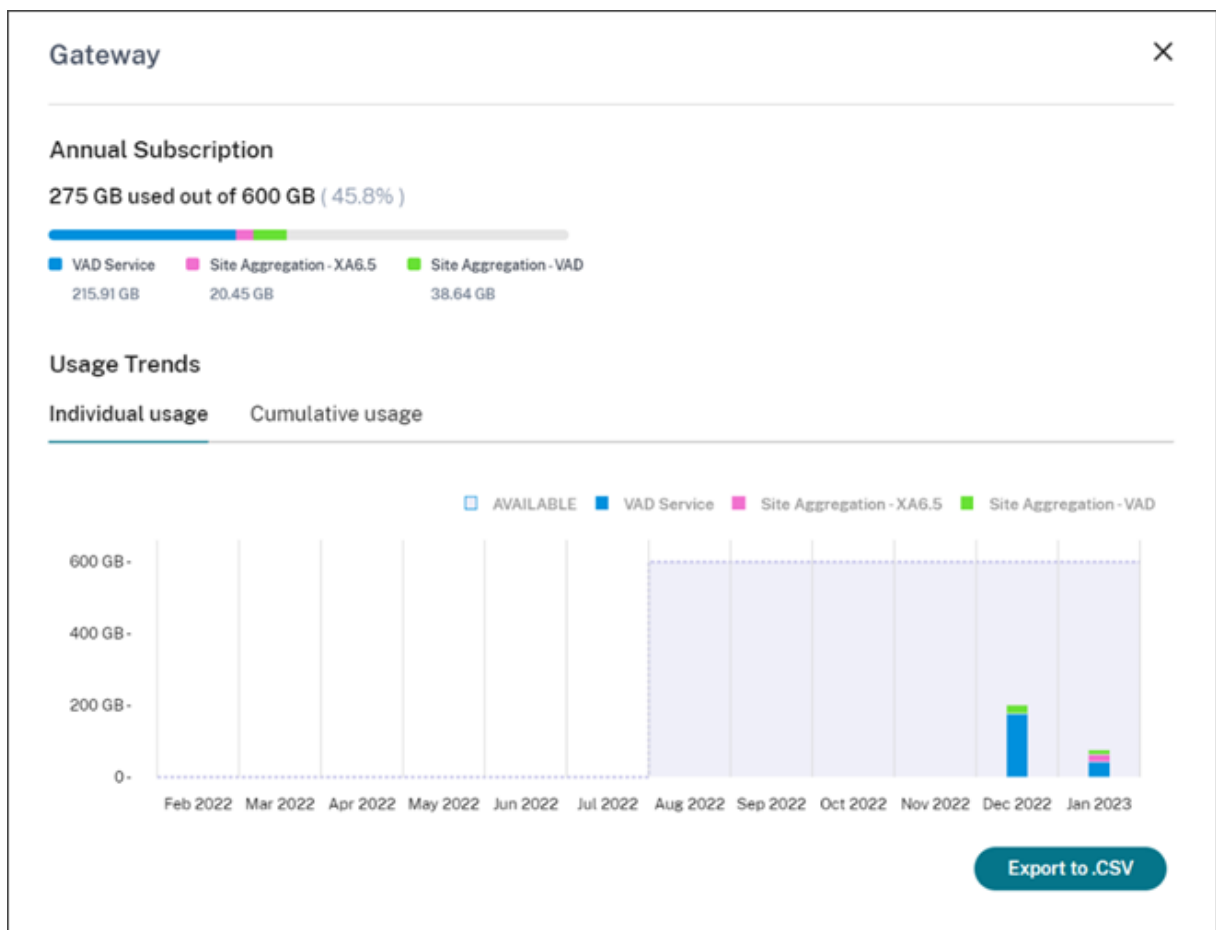 Gateway
Annual Subscription
275 GB used out of 600 GB ( 45.8% )
VAD Service Site Aggregation - XA6.5 Site Aggregation - VAD
215.91 GB 20.45 GB 38.64 GB
Usage Trends
Individual usage Cumulative usage
AVAILABLE VAD Service Site Aggregation - XA6.5 Site Aggregation - VAD
600 GB-
400 GB-
200 GB-
0-
Feb 2022 Mar 2022 Apr 2022 May 2022 Jun 2022 Jul 2022 Aug 2022 Sep 2022 Oct 2022 Nov 2022 Dec 2022 Jan 2023
Export to .CSV